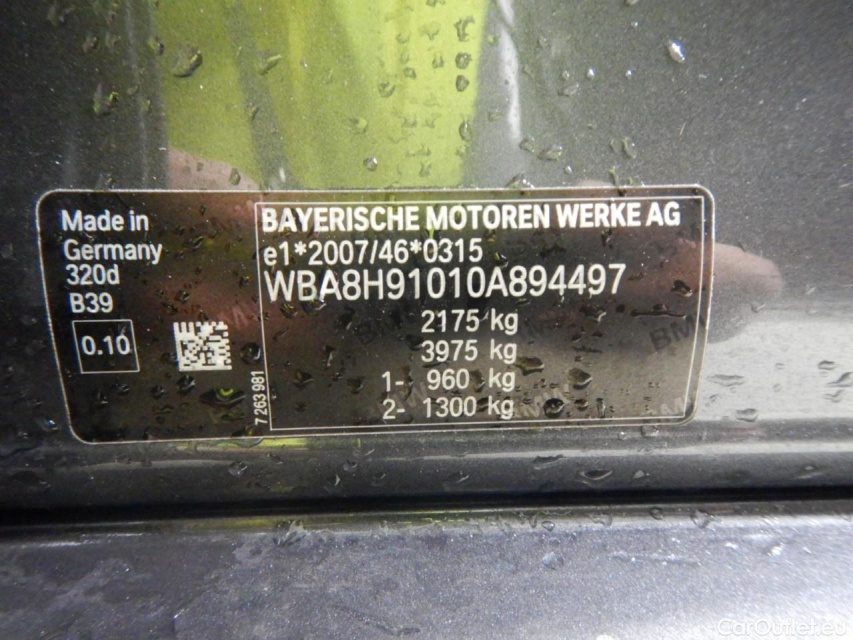 Made in
Germany
320d
B39
0.10
7 263 981
BAYERISCHE MOTOREN WERKE AG
e1*2007/46*0315
WBA8H91010A894497
2175 kg
3975 kg
1- 960 kg
2- 1300 kg
CarOutlet.eu